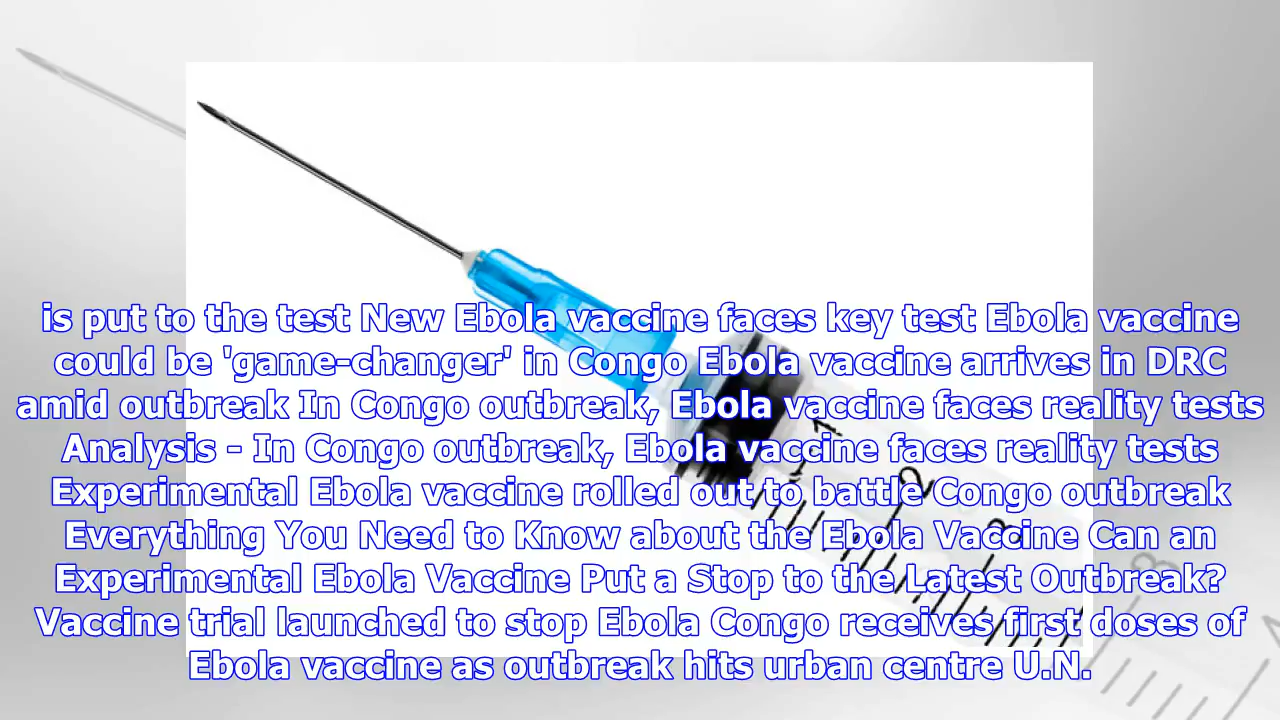 is put to the test New Ebola vaccine faces key test Ebola vaccine
could be 'game-changer' in Congo Ebola vaccine arrives in DRC
amid outbreak In Congo outbreak, Ebola vaccine faces reality tests
Analysis - In Congo outbreak, Ebola vaccine faces reality tests
Experimental Ebola vaccine rolled out to battle Congo outbreak
Everything You Need to Know about the Ebola Vaccine Can an
Experimental Ebola Vaccine Put a Stop to the Latest Outbreak?
Vaccine trial launched to stop Ebola Congo receives first doses of
Ebola vaccine as outbreak hits urban centre U.N.
1
2
3
3